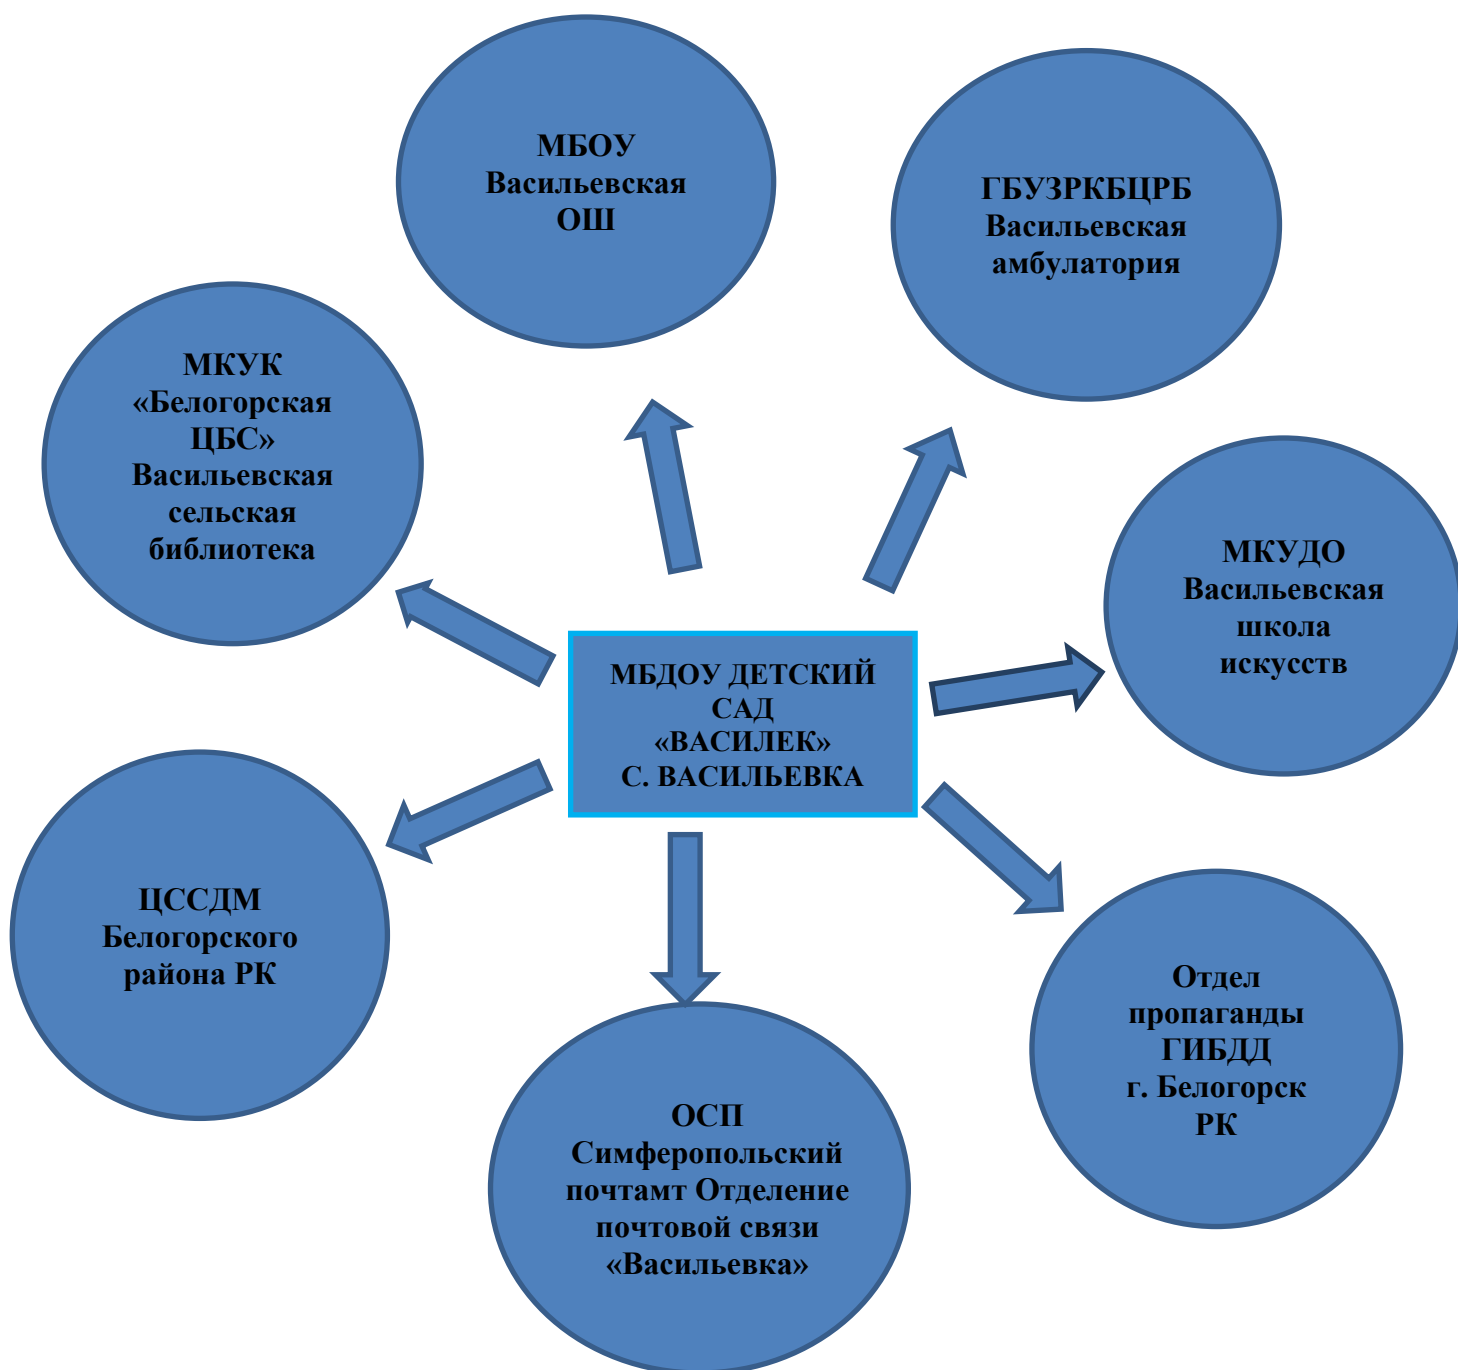 МБОУ
Васильевская
ОШ
ГБУЗРКБЦРБ
Васильевская
амбулатория
МКУК
«Белогорская
ЦБС»
Васильевская
сельская
библиотека
МКУДО
Васильевская
школа
искусств
МБДОУ ДЕТСКИЙ
САД
«ВАСИЛЕК»
С. ВАСИЛЬЕВКА
ЦССДМ
Белогорского
района РК
Отдел
пропаганды
ГИБДД
г. Белогорск
РК
ОСП
Симферопольский
почтамт Отделение
почтовой связи
«Васильевка»